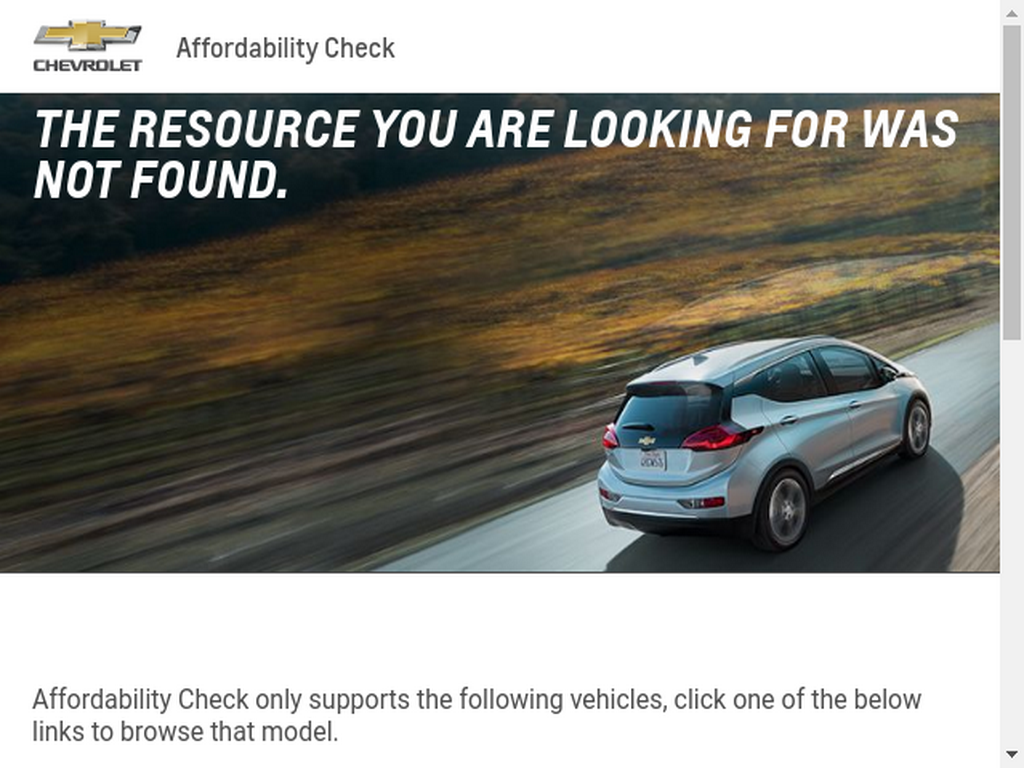 CHEVROLET
Affordability Check
THE RESOURCE YOU ARE LOOKING FOR WAS
NOT FOUND.
Affordability Check only supports the following vehicles, click one of the below
links to browse that model.